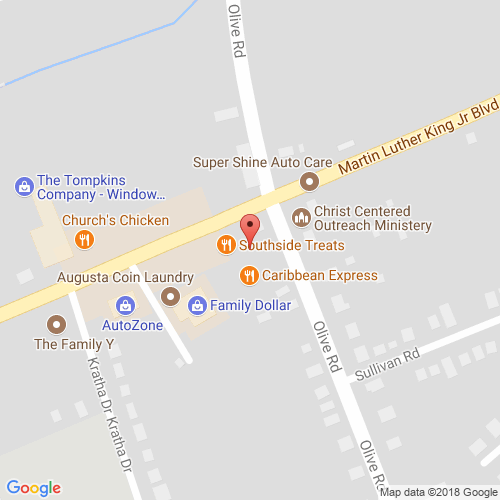 Olive Rd
Martin Luther King Jr Blvd
Super Shine Auto Care
The Tompkins
Company - Window...
Church's Chicken
Christ Centered
Outreach Ministery
Southside Treats
Caribbean Express
Augusta Coin Laundry
Family Dollar
AutoZone
The Family Y
Olive Rd
Sullivan Rd
Kratha Dr
Kratha Dr
Olive Rd
Google
Map data ©2018 Google